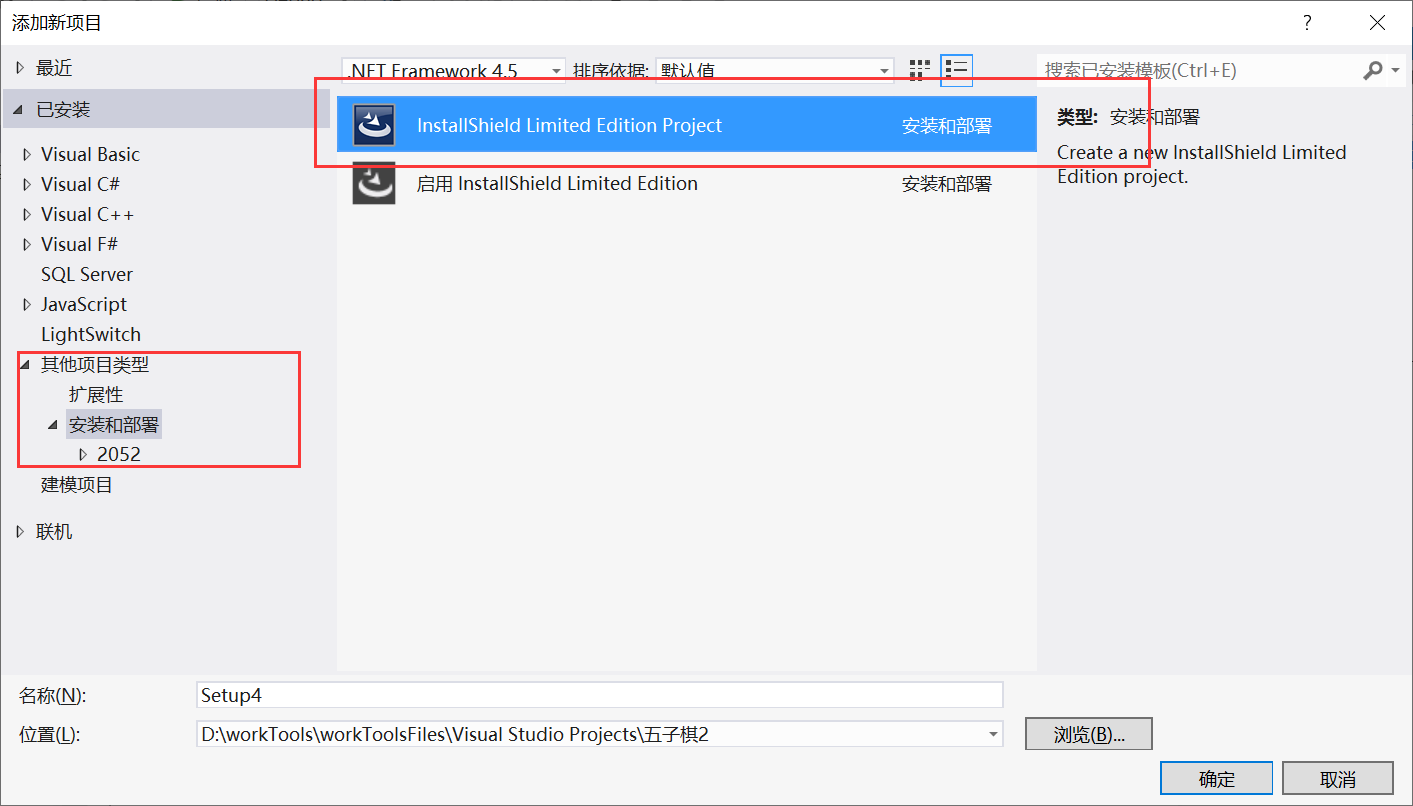 添加新项目
?
最近
已安装
Visual Basic
Visual C#
Visual C++
Visual F#
SQL Server
JavaScript
LightSwitch
其他项目类型
扩展性
安装和部署
2052
建模项目
联机
.NET Framework 4.5
排序依据:
默认值
InstallShield Limited Edition Project
安装和部署
启用 InstallShield Limited Edition
安装和部署
搜索已安装模板(Ctrl+E)
类型: 安装和部署
Create a new InstallShield Limited
Edition project.
名称(N):
Setup4
位置(L):
D:\workTools\workToolsFiles\Visual Studio Projects\五子棋2
浏览(B)...
确定
取消